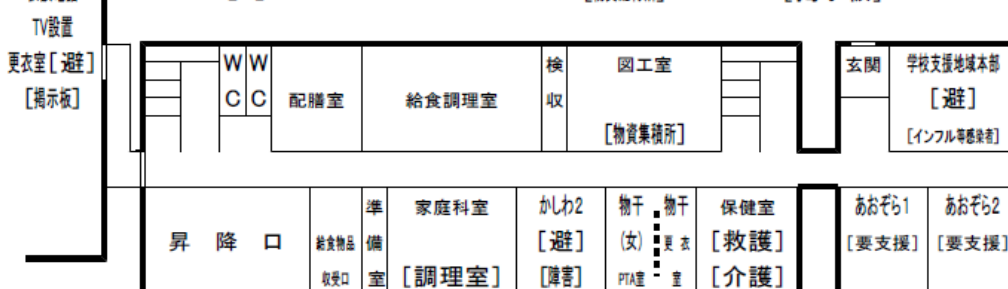 TV設置
更衣室[避]
[掲示板]
WC
WC
配膳室
給食調理室
検収
図工室
[物資集積所]
玄関
学校支援地域本部
[避]
[インフル等感染者]
昇降口
給食物品
収受口
準備室
家庭科室
[調理室]
かしわ2
[避]
[障害]
物干
(女)
PTA室
物干
更衣
室
保健室
[救護]
[介護]
あおぞら1
[要支援]
あおぞら2
[要支援]